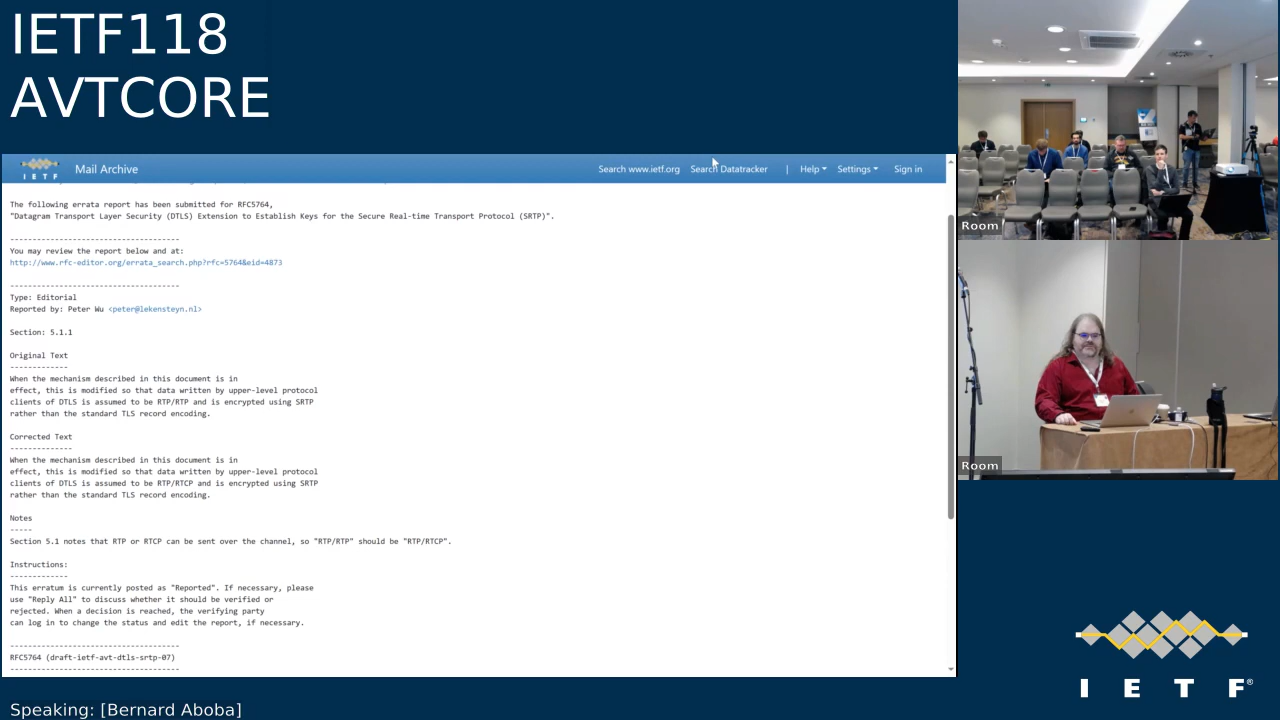 IETF118
AVTCORE
I E T F
Mail Archive
Search www.ietf.org Search Datatracker | Help Settings Sign in
The following errata report has been submitted for RFC5764,
"Datagram Transport Layer Security (DTLS) Extension to Establish Keys for the Secure Real-time Transport Protocol (SRTP)".
--------------------------------------
You may review the report below and at:
http://www.rfc-editor.org/errata_search.php?rfc=5764&eid=4873
--------------------------------------
Type: Editorial
Reported by: Peter Wu <peter@lekensteyn.nl>
Section: 5.1.1
Original Text
-------------
When the mechanism described in this document is in
effect, this is modified so that data written by upper-level protocol
clients of DTLS is assumed to be RTP/RTP and is encrypted using SRTP
rather than the standard TLS record encoding.
Corrected Text
--------------
When the mechanism described in this document is in
effect, this is modified so that data written by upper-level protocol
clients of DTLS is assumed to be RTP/RTCP and is encrypted using SRTP
rather than the standard TLS record encoding.
Notes
-----
Section 5.1 notes that RTP or RTCP can be sent over the channel, so "RTP/RTP" should be "RTP/RTCP".
Instructions:
-------------
This erratum is currently posted as "Reported". If necessary, please
use "Reply All" to discuss whether it should be verified or
rejected. When a decision is reached, the verifying party
can log in to change the status and edit the report, if necessary.
--------------------------------------
RFC5764 (draft-ietf-avt-dtls-srtp-07)
--------------------------------------
Room
Room
I E T F®
Speaking: [Bernard Aboba]